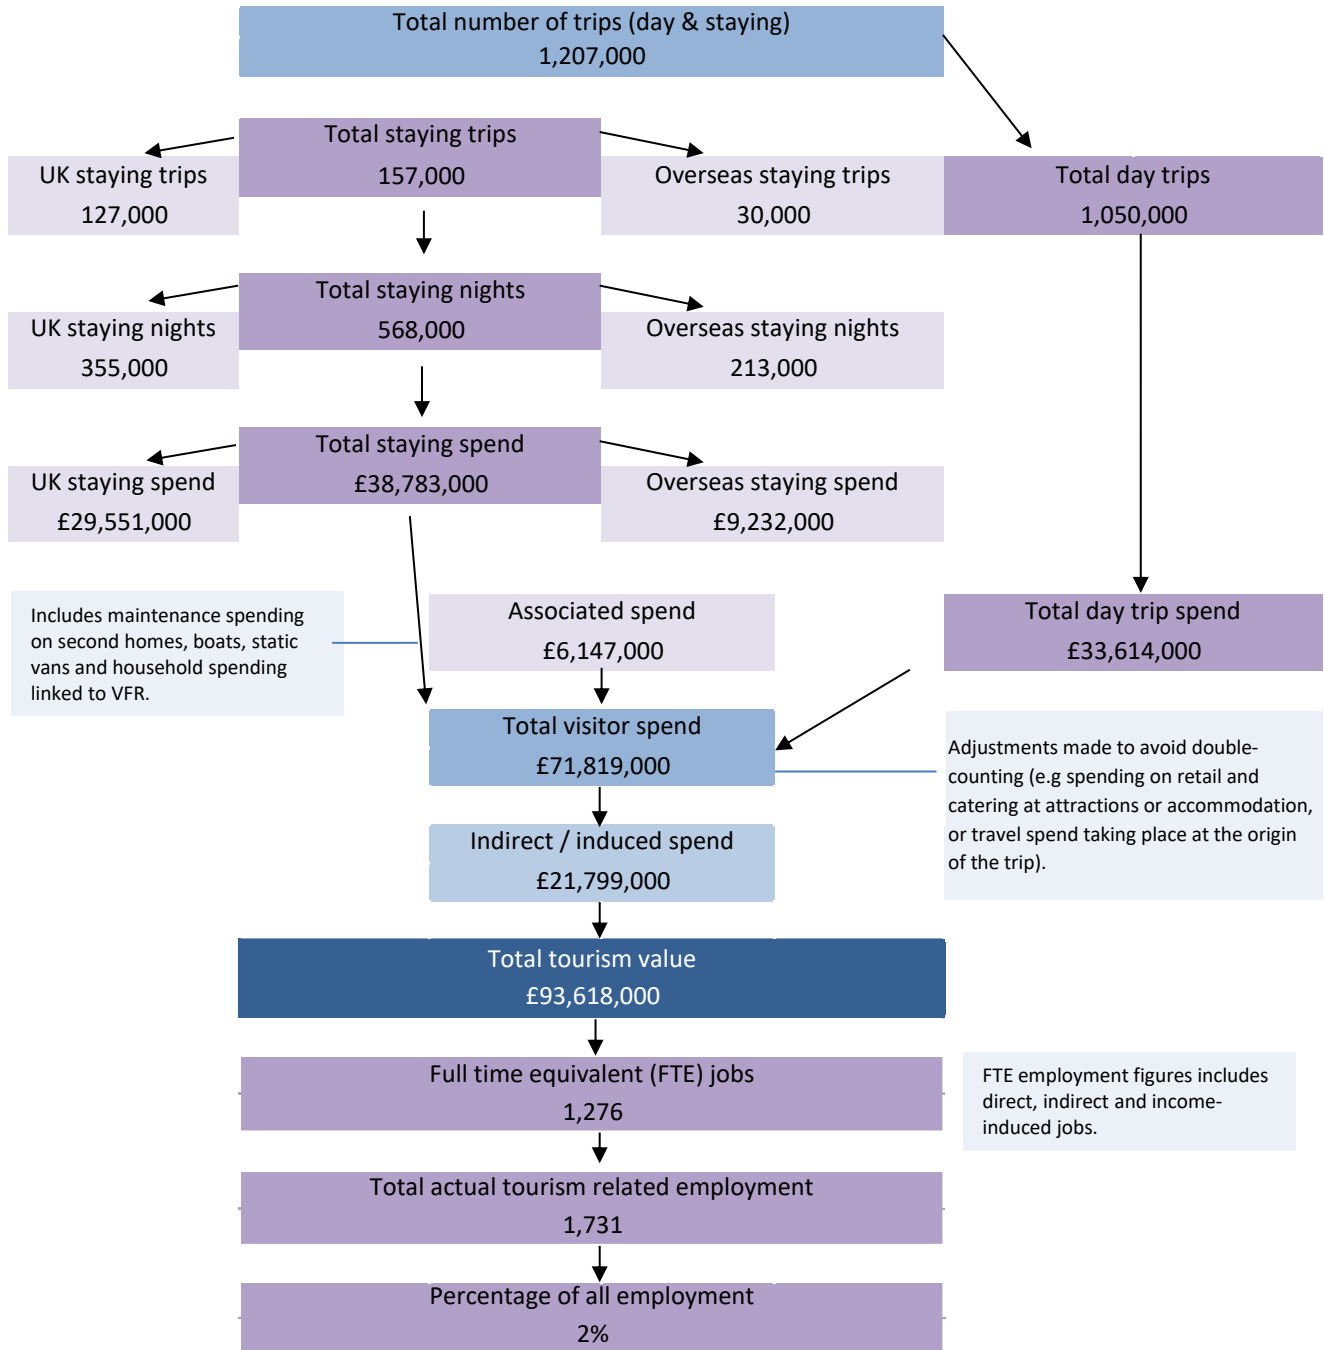 Total number of trips (day & staying)
1,207,000
Total staying trips
157,000
UK staying trips
127,000
Overseas staying trips
30,000
Total day trips
1,050,000
Total staying nights
568,000
UK staying nights
355,000
Overseas staying nights
213,000
Total staying spend
£38,783,000
UK staying spend
£29,551,000
Overseas staying spend
£9,232,000
Includes maintenance spending
on second homes, boats, static
vans and household spending
linked to VFR.
Associated spend
£6,147,000
Total day trip spend
£33,614,000
Total visitor spend
£71,819,000
Adjustments made to avoid double-
counting (e.g spending on retail and
catering at attractions or accommodation,
or travel spend taking place at the origin
of the trip).
Indirect / induced spend
£21,799,000
Total tourism value
£93,618,000
Full time equivalent (FTE) jobs
1,276
FTE employment figures includes
direct, indirect and income-
induced jobs.
Total actual tourism related employment
1,731
Percentage of all employment
2%